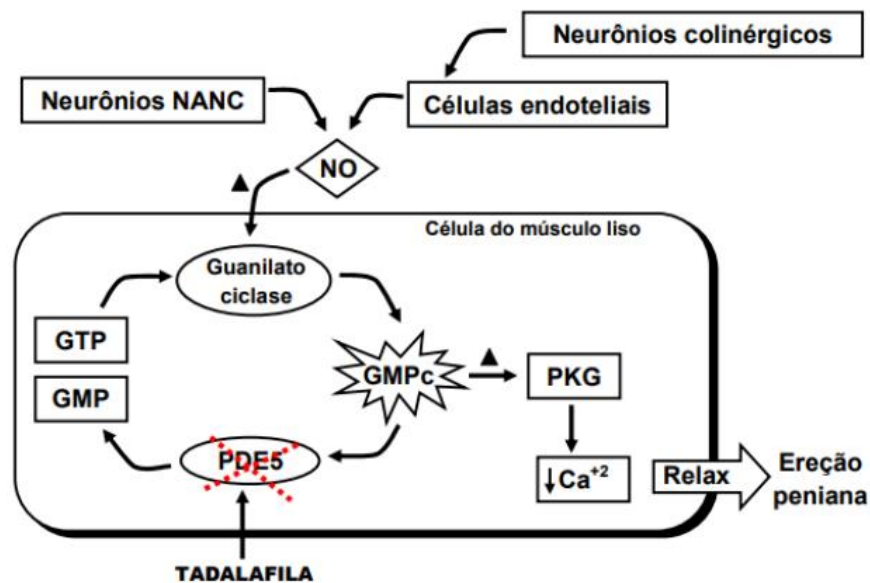 Neurônios colinérgicos
Neurônios NANC
Células endoteliais
NO
▲
Célula do músculo liso
Guanilato
ciclase
GTP
GMPc
▲
PKG
GMP
PDE5
↓Ca+2
Relax
Ereção
peniana
TADALAFILA